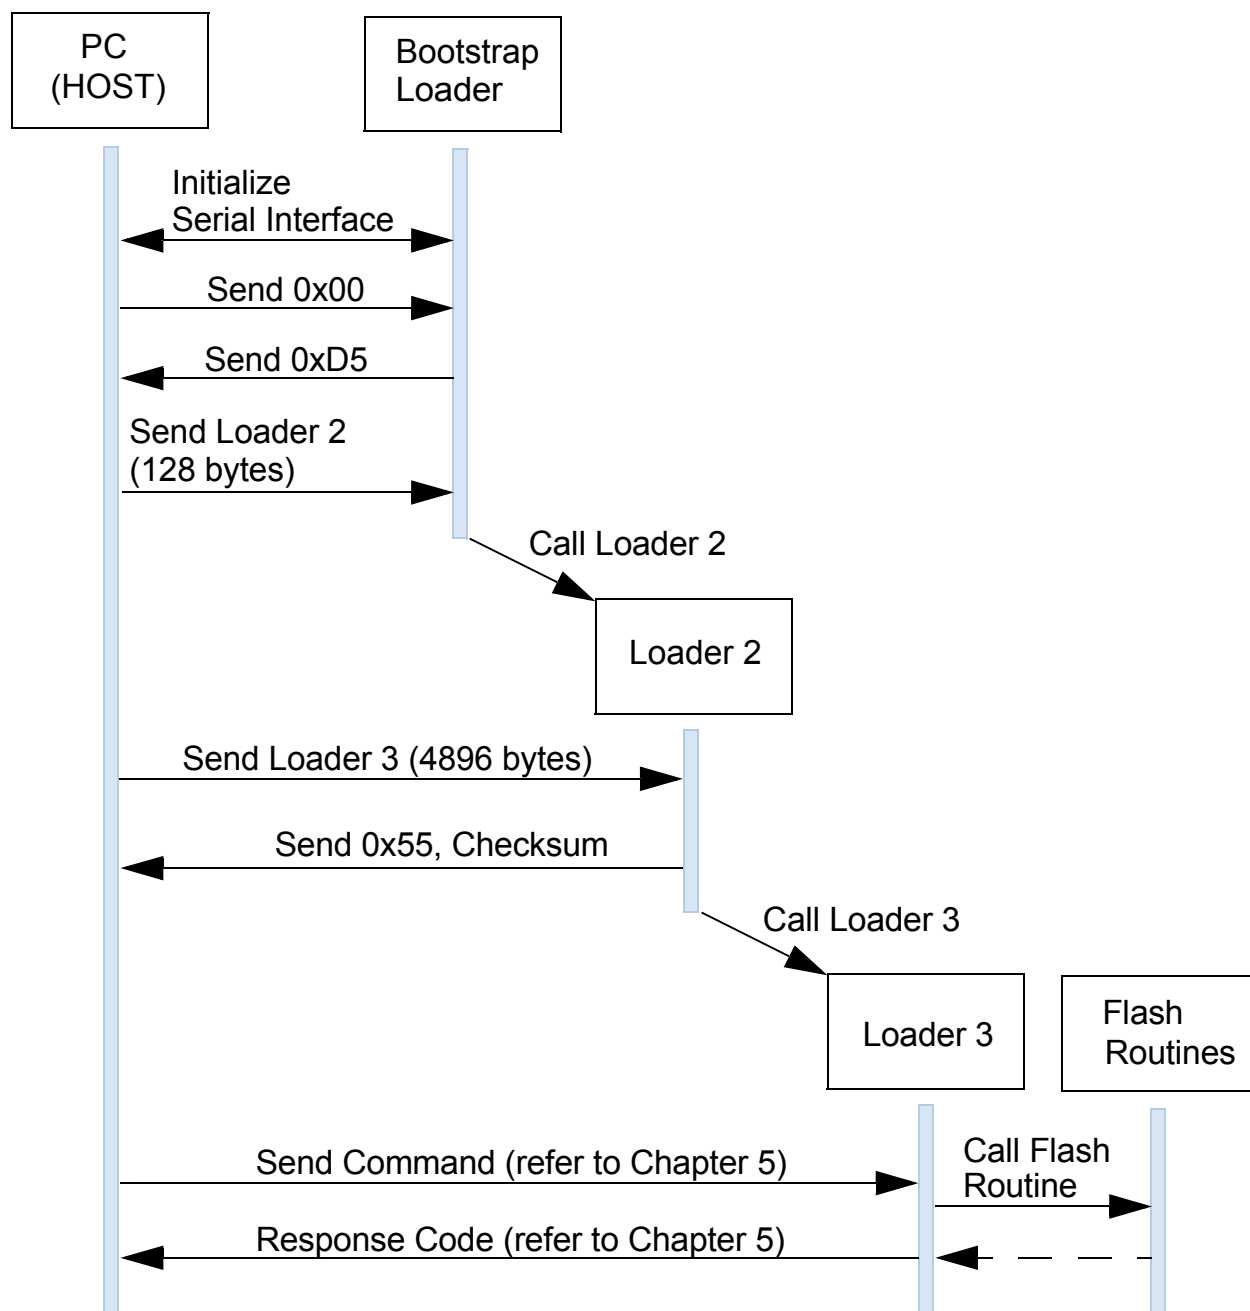 PC
(HOST)
Bootstrap
Loader
Initialize
Serial Interface
Send 0x00
Send 0xD5
Send Loader 2
(128 bytes)
Call Loader 2
Loader 2
Send Loader 3 (4896 bytes)
Send 0x55, Checksum
Call Loader 3
Loader 3
Flash
Routines
Send Command (refer to Chapter 5)
Call Flash
Routine
Response Code (refer to Chapter 5)